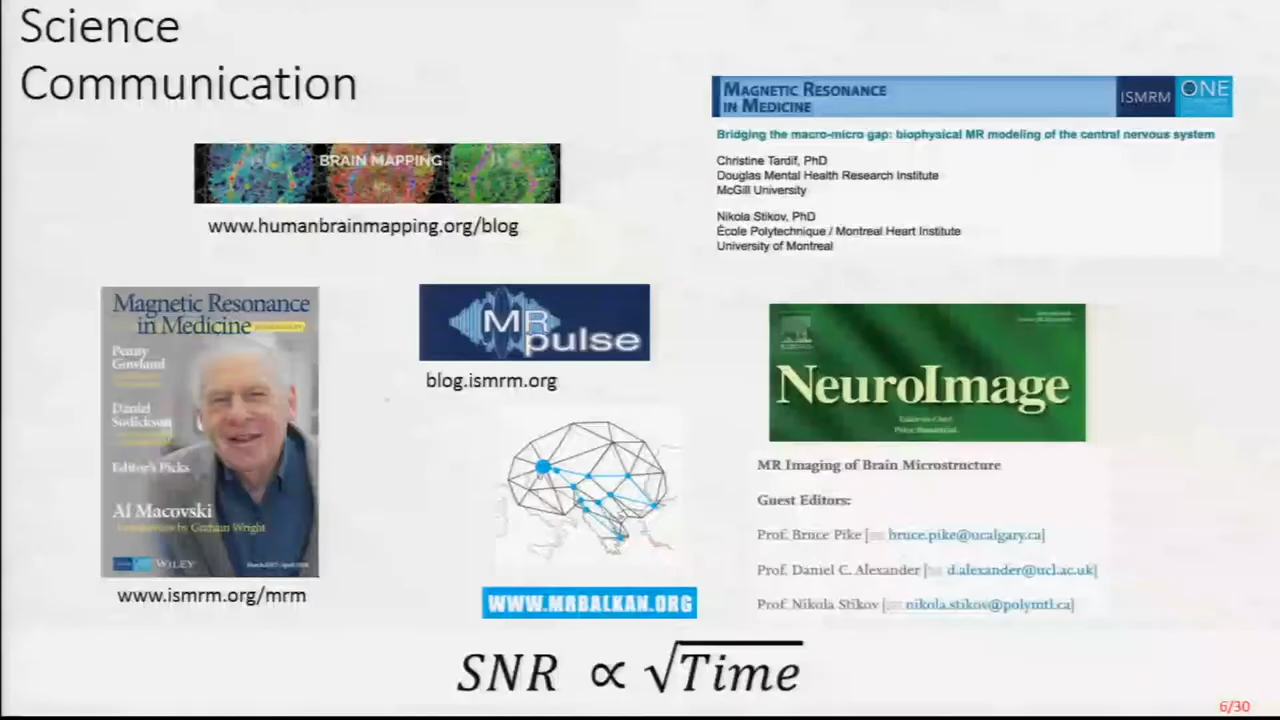 Science
Communication
BRAIN MAPPING
www.humanbrainmapping.org/blog
MAGNETIC RESONANCE
IN MEDICINE
ISMRM
ONE
Bridging the macro-micro gap: biophysical MR modeling of the central nervous system
Christine Tardif, PhD
Douglas Mental Health Research Institute
McGill University
Nikola Stikov, PhD
École Polytechnique / Montreal Heart Institute
University of Montreal
Magnetic Resonance
in Medicine
Penny
Gowland
Daniel
Sodickson
Editor's Picks
Al Macovski
by Graham Wright
WILEY
www.ismrm.org/mrm
MR
pulse
blog.ismrm.org
WWW.MRBALKAN.ORG
NeuroImage
MR Imaging of Brain Microstructure
Guest Editors:
Prof. Bruce Pike [bruce.pike@ucalgary.ca]
Prof. Daniel C. Alexander [d.alexander@ucl.ac.uk]
Prof. Nikola Stikov [nikola.stikov@polymtl.ca]
SNR ∝ √Time
6/30